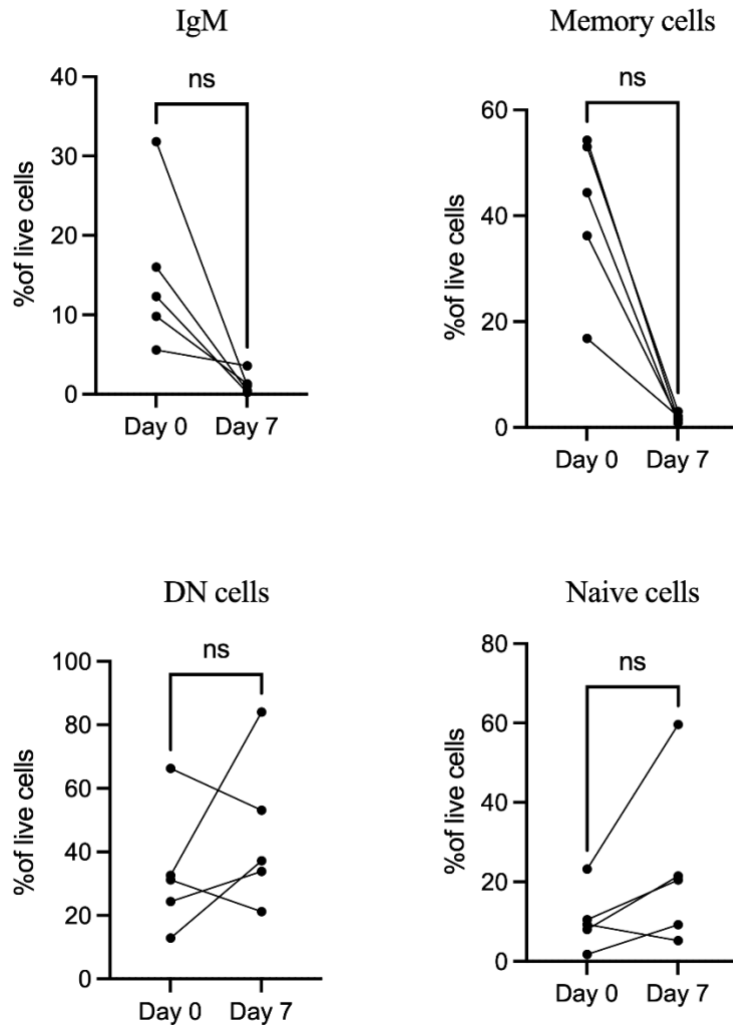 IgM
ns
40
30
20
10
0
%of live cells
Day 0 Day 7
Memory cells
ns
60
40
20
0
%of live cells
Day 0 Day 7
DN cells
ns
100
80
60
40
20
0
%of live cells
Day 0 Day 7
Naive cells
ns
80
60
40
20
0
%of live cells
Day 0 Day 7